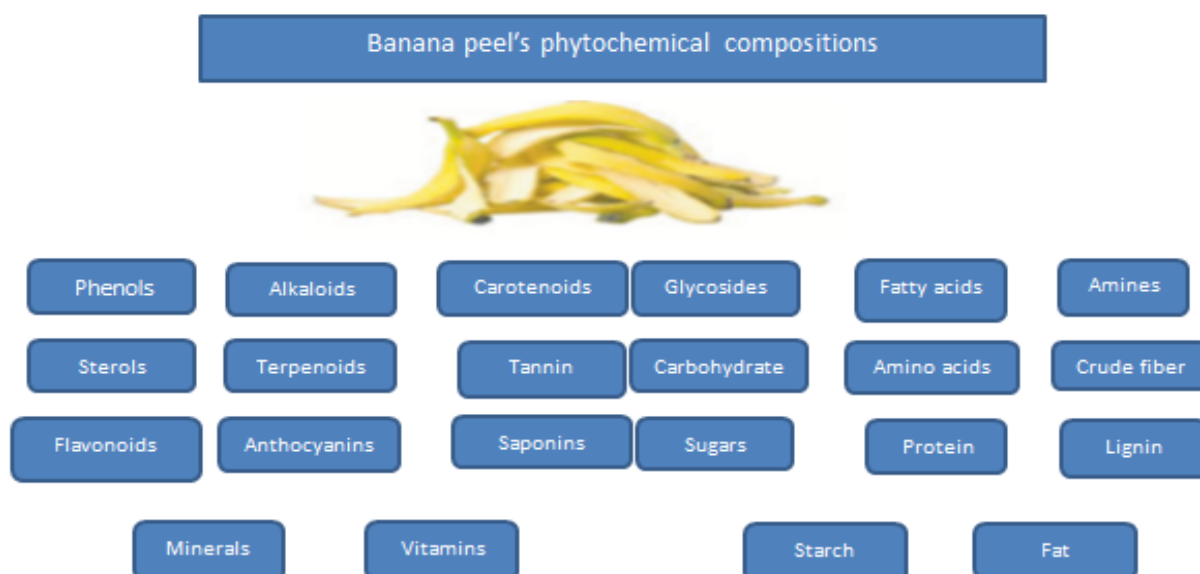 Banana peel's phytochemical compositions
Phenols
Alkaloids
Carotenoids
Glycosides
Fatty acids
Amines
Sterols
Terpenoids
Tannin
Carbohydrate
Amino acids
Crude fiber
Flavonoids
Anthocyanins
Saponins
Sugars
Protein
Lignin
Minerals
Vitamins
Starch
Fat